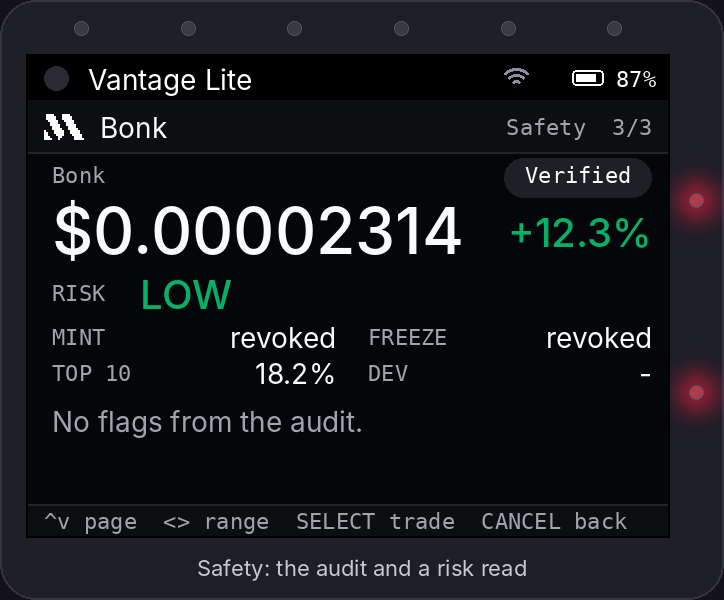 Vantage Lite 87%
Bonk Safety 3/3
Bonk Verified
$0.00002314 +12.3%
RISK LOW
MINT revoked FREEZE revoked
TOP 10 18.2% DEV -
No flags from the audit.
^v page <> range SELECT trade CANCEL back
Safety: the audit and a risk read